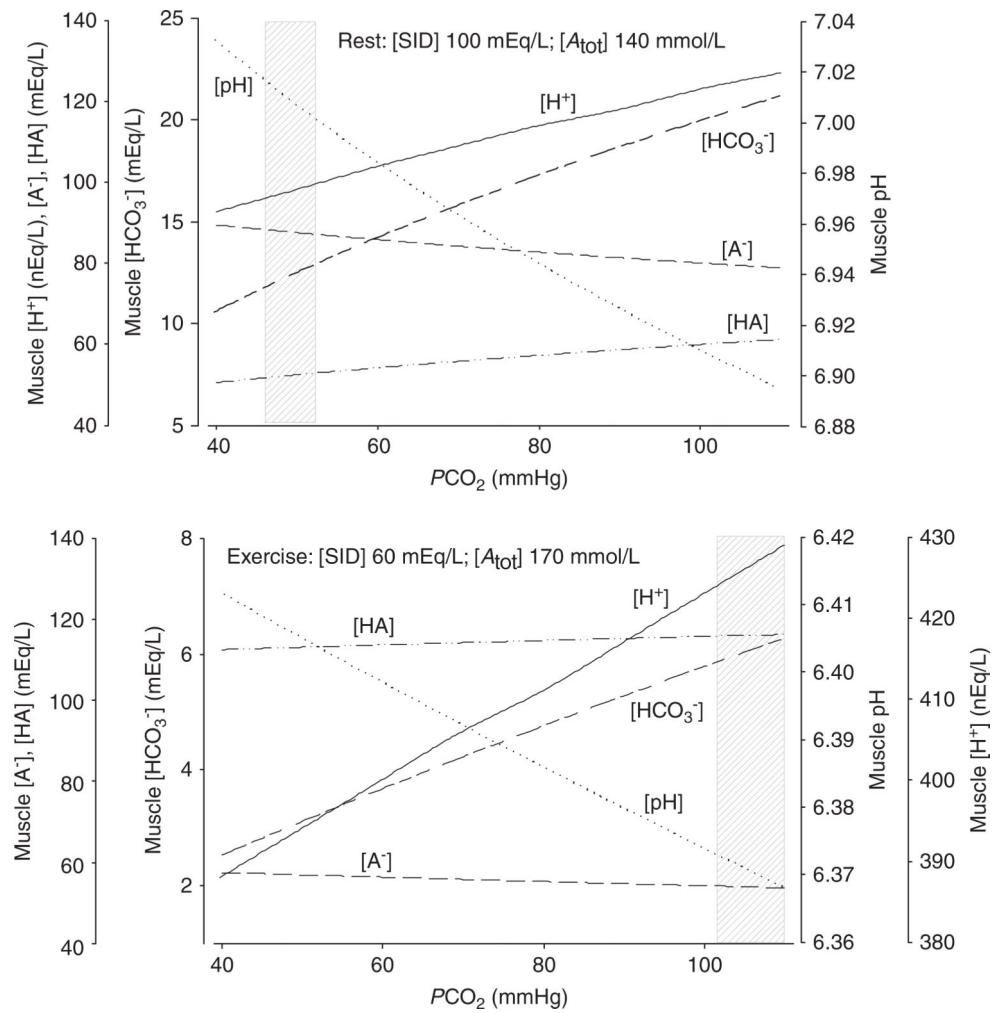 Rest: [SID] 100 mEq/L; [Atot] 140 mmol/L
Muscle [H+] (nEq/L), [A-], [HA] (mEq/L)
140
120
100
80
60
40
Muscle [HCO3-] (mEq/L)
25
20
15
10
5
[pH]
[H+]
[HCO3-]
[A-]
[HA]
7.04
7.02
7.00
6.98
6.96
6.94
6.92
6.90
6.88
Muscle pH
40 60 80 100
PCO2 (mmHg)
Exercise: [SID] 60 mEq/L; [Atot] 170 mmol/L
Muscle [A-], [HA] (mEq/L)
140
120
100
80
60
40
Muscle [HCO3-] (mEq/L)
8
6
4
2
[H+]
[HA]
[HCO3-]
[pH]
[A-]
6.42
6.41
6.40
6.39
6.38
6.37
6.36
Muscle pH
430
420
410
400
390
380
Muscle [H+] (nEq/L)
40 60 80 100
PCO2 (mmHg)